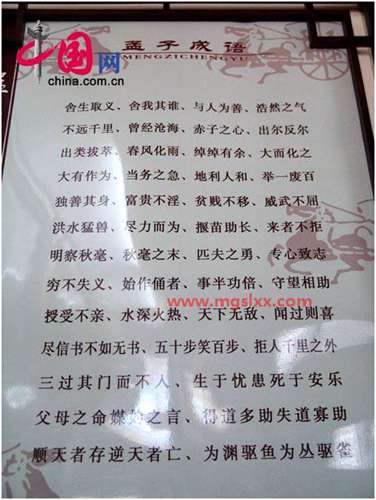 中国网
china.com.cn
孟子成语
MENGZICHENGYU
舍生取义、舍我其谁、与人为善、浩然之气
不远千里、曾经沧海、赤子之心、出尔反尔
出类拔萃、春风化雨、绰绰有余、大而化之
大有作为、当务之急、地利人和、举一废百
独善其身、富贵不淫、贫贱不移、威武不屈
洪水猛兽、尽力而为、揠苗助长、来者不拒
明察秋毫、秋毫之末、匹夫之勇、专心致志
穷不失义、始作俑者、事半功倍、守望相助
www.mgslxx.com
授受不亲、水深火热、天下无敌、闻过则喜
尽信书不如无书、五十步笑百步、拒人千里之外
三过其门而不入、生于忧患死于安乐
父母之命媒妁之言、得道多助失道寡助
顺天者存逆天者亡、为渊驱鱼为丛驱雀